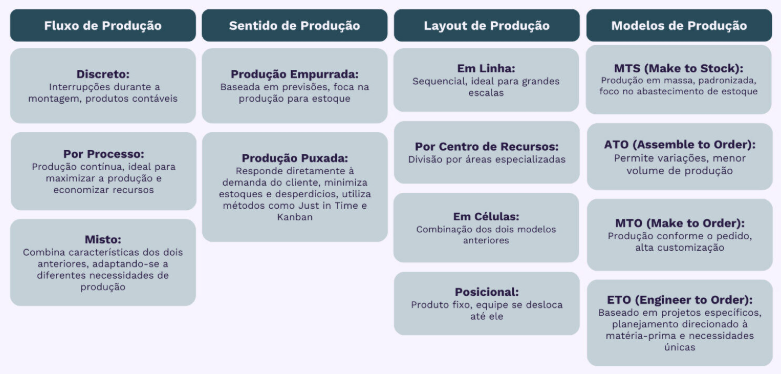 Fluxo de Produção
Discreto:
Interrupções durante a
montagem, produtos contáveis
Por Processo:
Produção contínua, ideal para
maximizar a produção e
economizar recursos
Misto:
Combina características dos dois
anteriores, adaptando-se a
diferentes necessidades de
produção
Sentido de Produção
Produção Empurrada:
Baseada em previsões, foca na
produção para estoque
Produção Puxada:
Responde diretamente à
demanda do cliente, minimiza
estoques e desperdícios, utiliza
métodos como Just in Time e
Kanban
Layout de Produção
Em Linha:
Sequencial, ideal para grandes
escalas
Por Centro de Recursos:
Divisão por áreas especializadas
Em Células:
Combinação dos dois modelos
anteriores
Posicional:
Produto fixo, equipe se desloca
até ele
Modelos de Produção
MTS (Make to Stock):
Produção em massa, padronizada,
foco no abastecimento de estoque
ATO (Assemble to Order):
Permite variações, menor
volume de produção
MTO (Make to Order):
Produção conforme o pedido,
alta customização
ETO (Engineer to Order):
Baseado em projetos específicos,
planejamento direcionado à
matéria-prima e necessidades
únicas